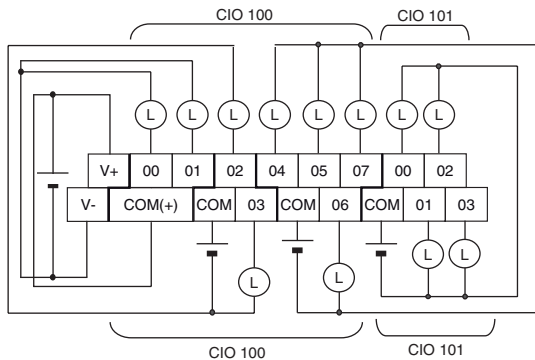 CIO 100 CIO 101
L L L L L L L L
V+ 00 01 02 04 05 07 00 02
V- COM(+) COM 03 COM 06 COM 01 03
L L
L L
CIO 100 CIO 101